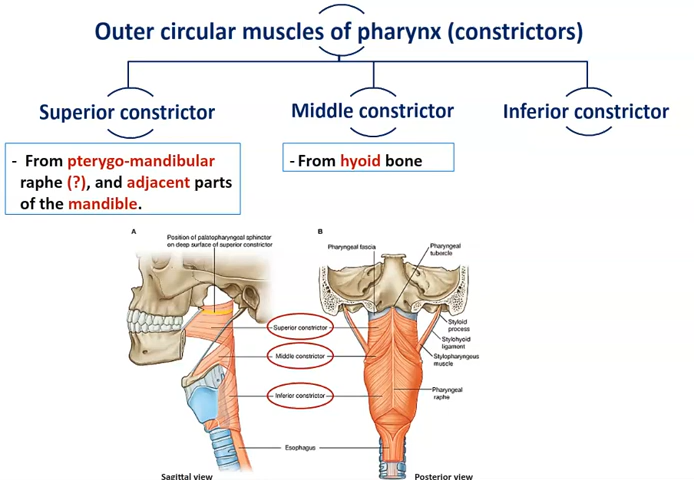 Outer circular muscles of pharynx (constrictors)
Superior constrictor
Middle constrictor
Inferior constrictor
- From pterygo-mandibular
raphe (?), and adjacent parts
of the mandible.
- From hyoid bone
A
Position of palatopharyngeal sphincter
on deep surface of superior constrictor
B
Pharyngeal fascia
Pharyngeal
tubercle
Superior constrictor
Middle constrictor
Inferior constrictor
Esophagus
Styloid
process
Stylohyoid
ligament
Stylopharyngeus
muscle
Pharyngeal
raphe
Sagittal view
Posterior view